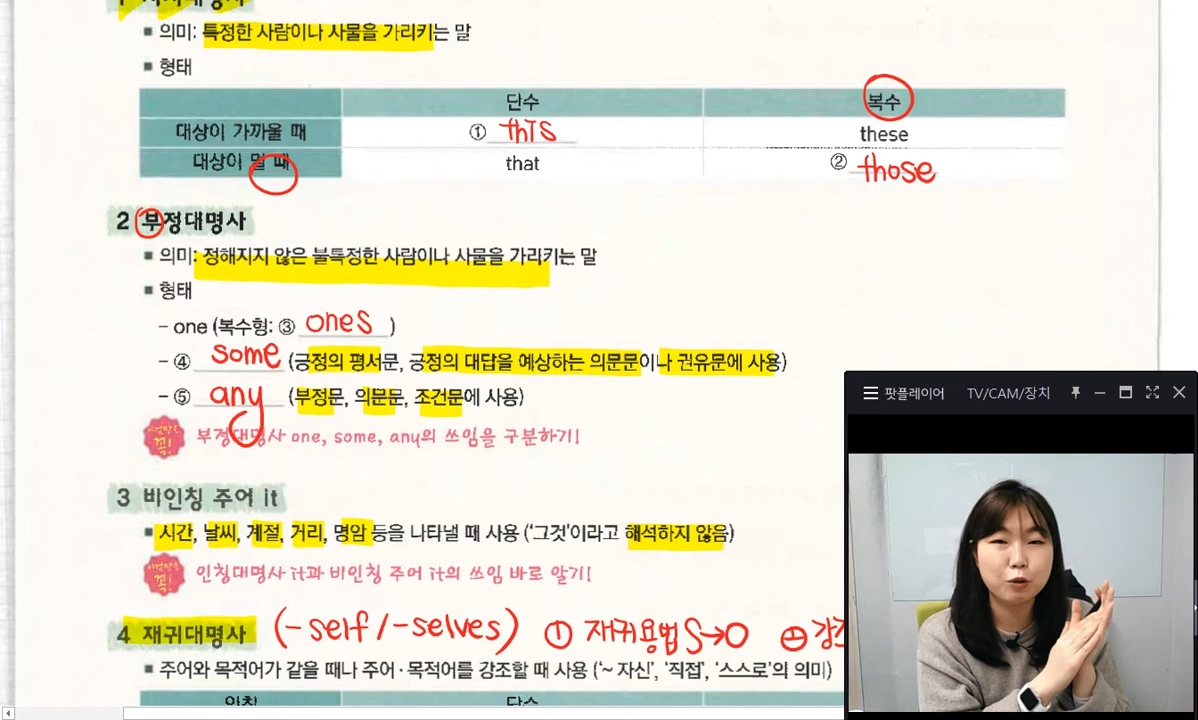 ■ 의미: 특정한 사람이나 사물을 가리키는 말
■ 형태
단수 복수
대상이 가까울 때 ① this these
대상이 멀 때 that ② those
2 부정대명사
■ 의미: 정해지지 않은 불특정한 사람이나 사물을 가리키는 말
■ 형태
– one (복수형: ③ ones )
– ④ some (긍정의 평서문, 긍정의 대답을 예상하는 의문문이나 권유문에 사용)
– ⑤ any (부정문, 의문문, 조건문에 사용)
부정대명사 one, some, any의 쓰임을 구분하기!
3 비인칭 주어 it
■ 시간, 날씨, 계절, 거리, 명암 등을 나타낼 때 사용 ('그것'이라고 해석하지 않음)
인칭대명사 it과 비인칭 주어 it의 쓰임 바로 알기!
4 재귀대명사 (-self/-selves) ① 재귀용법 S→O
■ 주어와 목적어가 같을 때나 주어·목적어를 강조할 때 사용 ('~ 자신', '직접', '스스로'의 의미)
팟플레이어 TV/CAM/장치